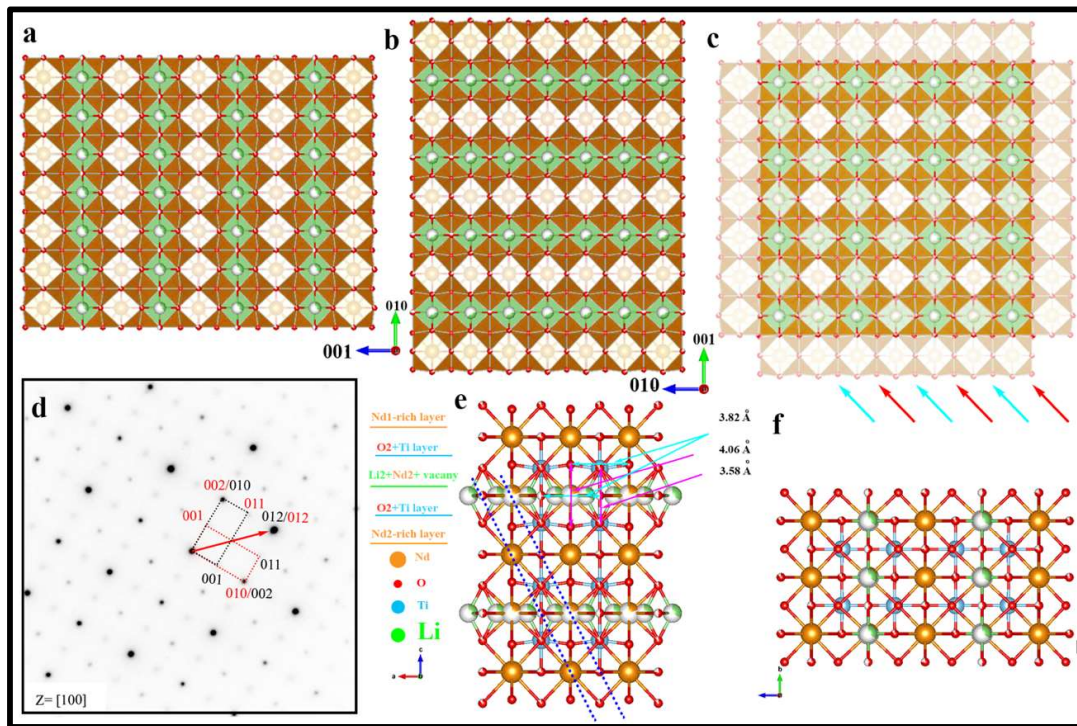 a
b
c
010
001
001
010
d
002/010
011
001
012/012
001
011
010/002
Z= [100]
Nd1-rich layer
O2+Ti layer
Li2+Nd2+ vacany
O2+Ti layer
Nd2-rich layer
Nd
O
Ti
Li
e
3.82 Å
4.06 Å
3.58 Å
c
a
f
b